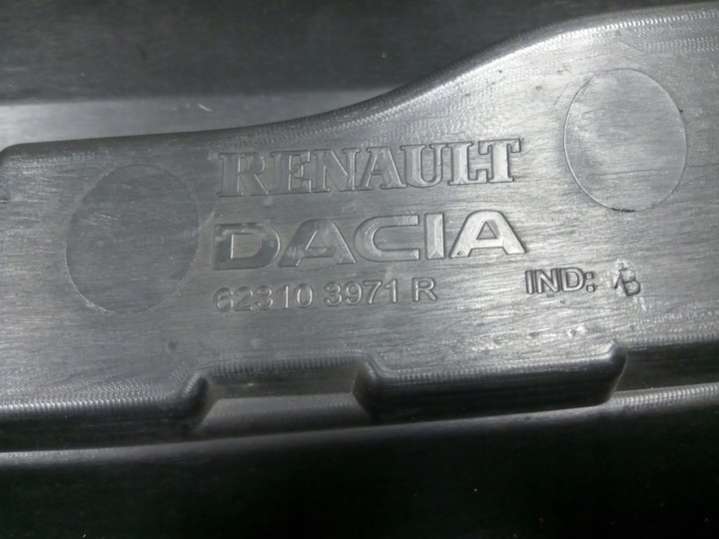 RENAULT
DACIA
62310 3971 R
IND: B